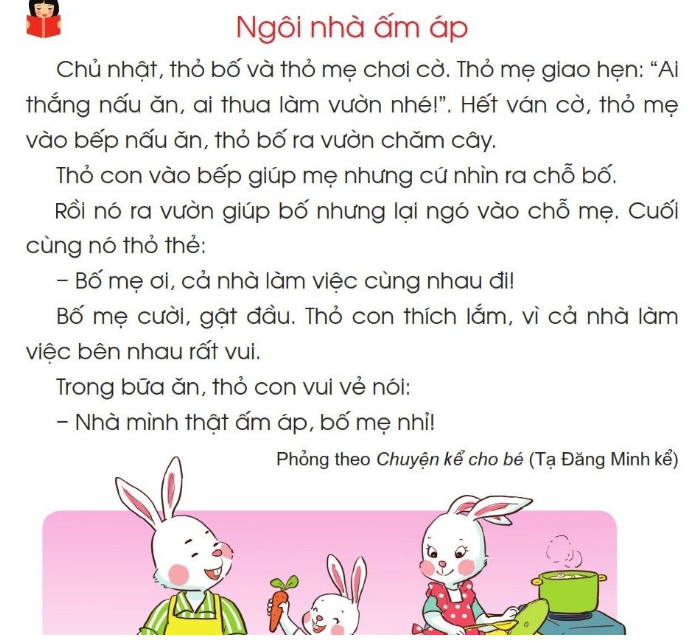 Ngôi nhà ấm áp
Chủ nhật, thỏ bố và thỏ mẹ chơi cờ. Thỏ mẹ giao hẹn: “Ai
thắng nấu ăn, ai thua làm vườn nhé!”. Hết ván cờ, thỏ mẹ
vào bếp nấu ăn, thỏ bố ra vườn chăm cây.
Thỏ con vào bếp giúp mẹ nhưng cứ nhìn ra chỗ bố.
Rồi nó ra vườn giúp bố nhưng lại ngó vào chỗ mẹ. Cuối
cùng nó thỏ thẻ:
– Bố mẹ ơi, cả nhà làm việc cùng nhau đi!
Bố mẹ cười, gật đầu. Thỏ con thích lắm, vì cả nhà làm
việc bên nhau rất vui.
Trong bữa ăn, thỏ con vui vẻ nói:
– Nhà mình thật ấm áp, bố mẹ nhỉ!
Phỏng theo Chuyện kể cho bé (Tạ Đăng Minh kể)